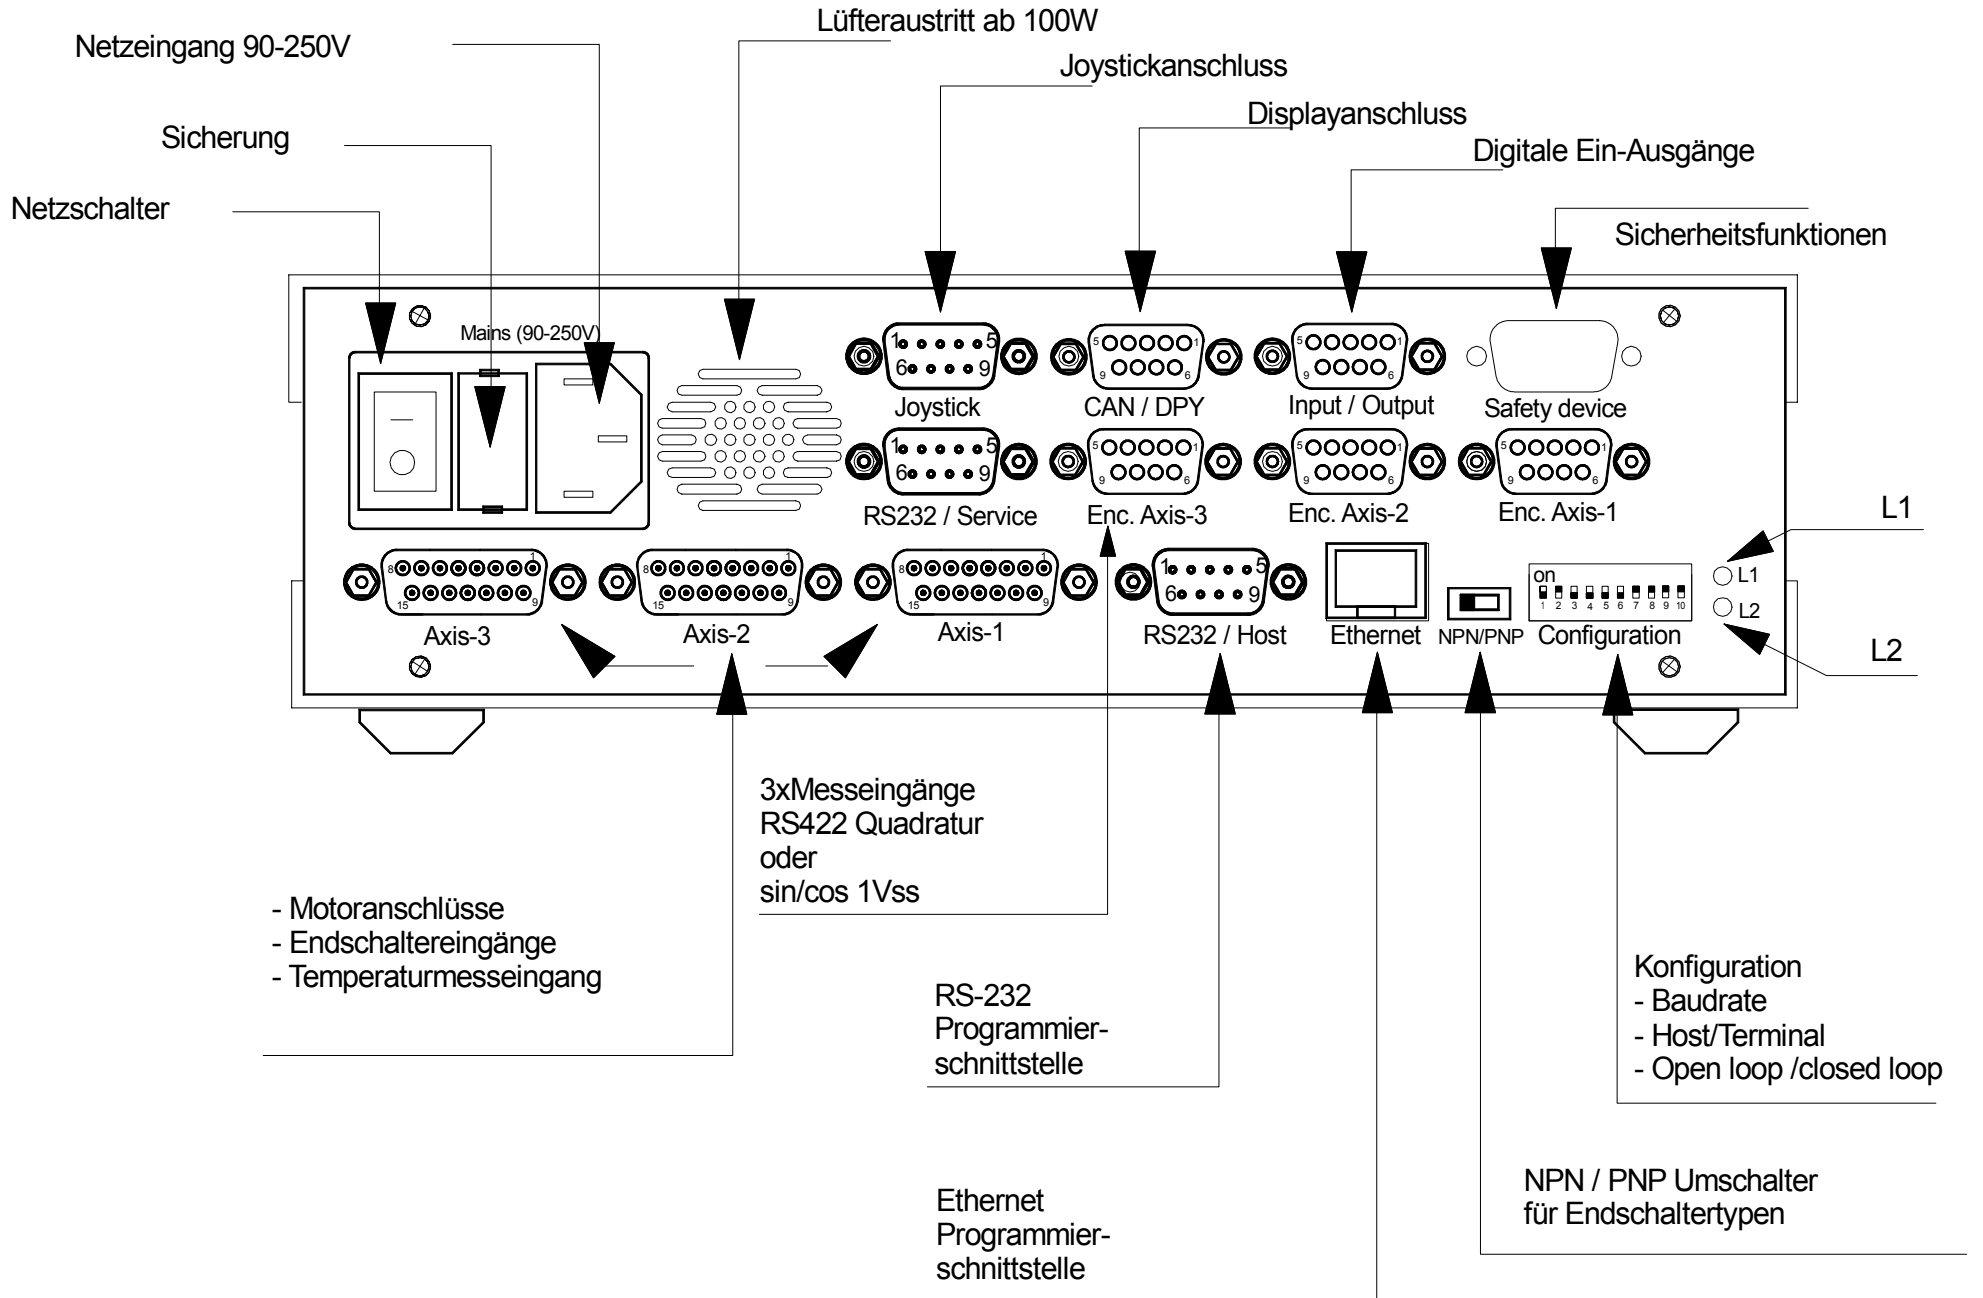 Lüfteraustritt ab 100W
Netzeingang 90-250V
Joystickanschluss
Displayanschluss
Sicherung
Digitale Ein-Ausgänge
Netzschalter
Sicherheitsfunktionen
Mains (90-250V)
1 5
6 9
5 1
9 6
5 1
9 6
Joystick
CAN / DPY
Input / Output
Safety device
1 5
6 9
5 1
9 6
5 1
9 6
5 1
9 6
RS232 / Service
Enc. Axis-3
Enc. Axis-2
Enc. Axis-1
L1
8 1
15 9
8 1
15 9
8 1
15 9
1 5
6 9
on
1 2 3 4 5 6 7 8 9 10
L1
L2
Axis-3
Axis-2
Axis-1
RS232 / Host
Ethernet
NPN/PNP
Configuration
L2
3xMesseingänge
RS422 Quadratur
oder
sin/cos 1Vss
- Motoranschlüsse
- Endschaltereingänge
- Temperaturmesseingang
RS-232
Programmier-
schnittstelle
Konfiguration
- Baudrate
- Host/Terminal
- Open loop /closed loop
Ethernet
Programmier-
schnittstelle
NPN / PNP Umschalter
für Endschaltertypen